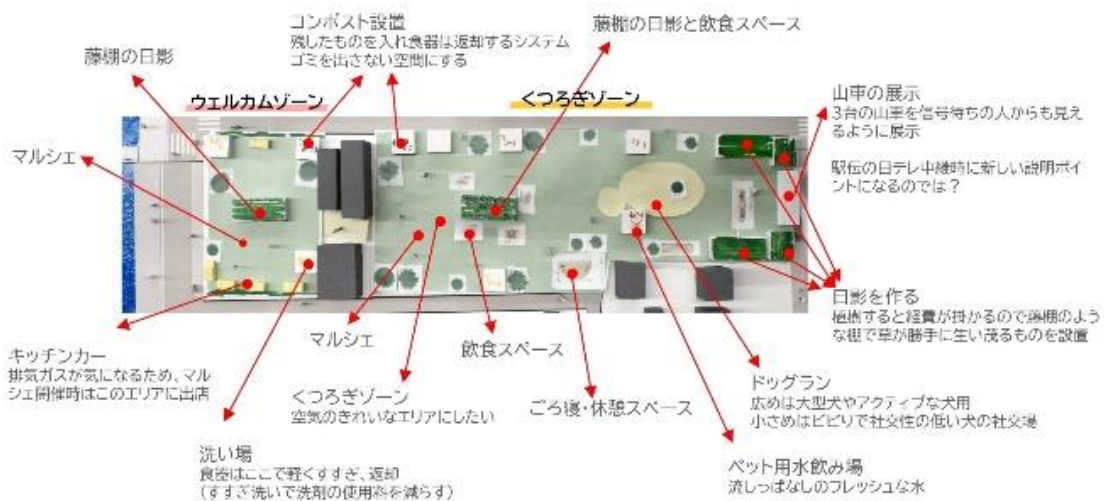 コンポスト設置
残したものを入れ食器は返却するシステム
ゴミを出さない空間にする
藤棚の日影と飲食スペース
藤棚の日影
ウェルカムゾーン
くつろぎゾーン
山車の展示
3台の山車を信号待ちの人からも見え
るように展示
駅伝の日テレ中継時に新しい説明ポイ
ントになるのでは?
マルシェ
日影を作る
植樹すると経費が掛かるので藤棚のよう
な棚で草が勝手に生い茂るものを設置
キッチンカー
排気ガスが気になるため、マル
シェ開催時はこのエリアに出店
マルシェ
飲食スペース
くつろぎゾーン
空気のきれいなエリアにしたい
ごろ寝・休憩スペース
ドッグラン
広めは大型犬やアクティブな犬用
小さめはビビりで社交性の低い犬の社交場
洗い場
食器はここで軽くすすぎ、返却
(すすぎ洗いで洗剤の使用料を減らす)
ペット用水飲み場
流しっぱなしのフレッシュな水